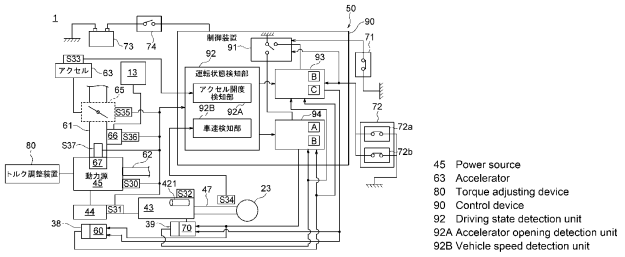 1
50
90
制御装置
73
74
91
92
運転状態検知部
93
B
C
アクセル開度
検知部
92A
92B
車速検知部
94
A
B
71
72
72a
72b
S33
アクセル
63
13
65
S35
61
66
S36
S37
67
62
80
トルク調整装置
動力源
45
S30
44
S31
43
421
S32
47
S34
23
39
70
38
60
45 Power source
63 Accelerator
80 Torque adjusting device
90 Control device
92 Driving state detection unit
92A Accelerator opening detection unit
92B Vehicle speed detection unit